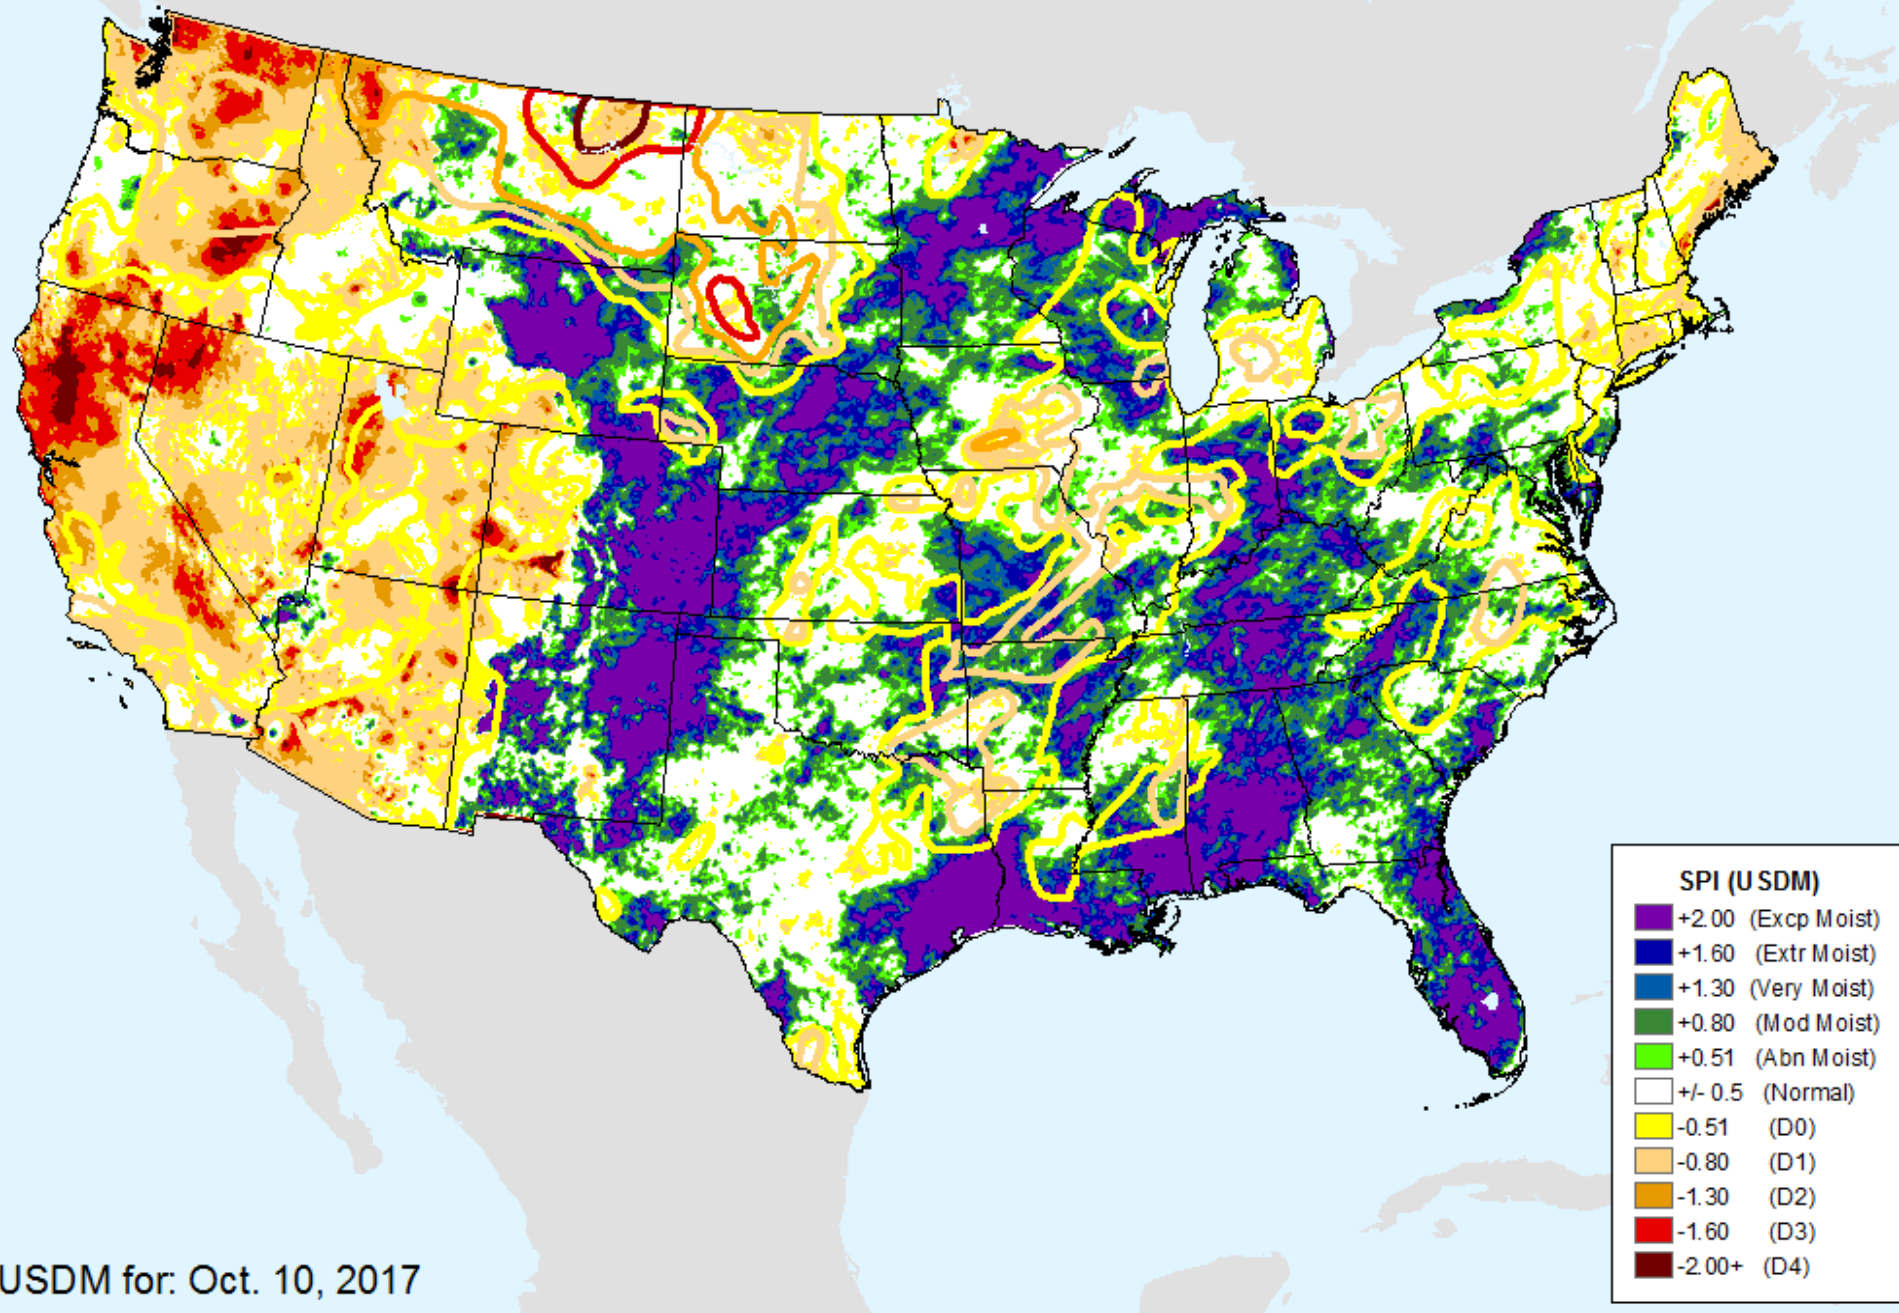 SPI (USDM)
+2.00 (Excp Moist)
+1.60 (Extr Moist)
+1.30 (Very Moist)
+0.80 (Mod Moist)
+0.51 (Abn Moist)
+/- 0.5 (Normal)
-0.51 (D0)
-0.80 (D1)
-1.30 (D2)
-1.60 (D3)
-2.00+ (D4)
USDM for: Oct. 10, 2017